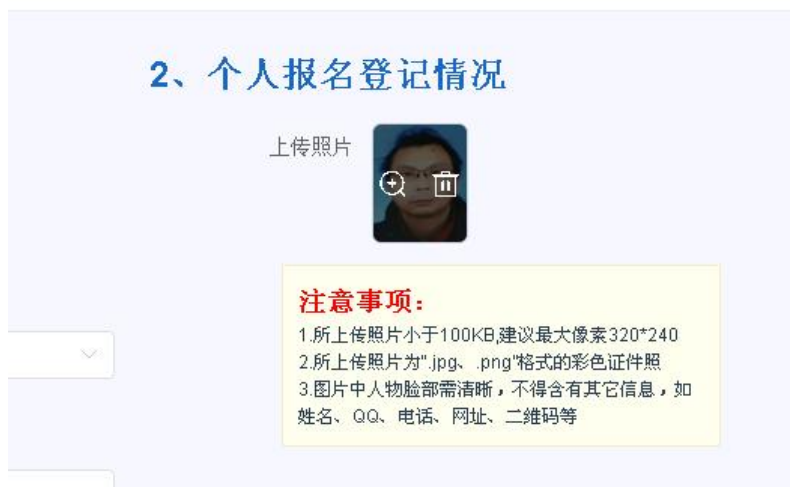 2、个人报名登记情况
上传照片
注意事项：
1.所上传照片小于100KB,建议最大像素320*240
2.所上传照片为".jpg、.png"格式的彩色证件照
3.图片中人物脸部需清晰，不得含有其它信息，如
姓名、QQ、电话、网址、二维码等